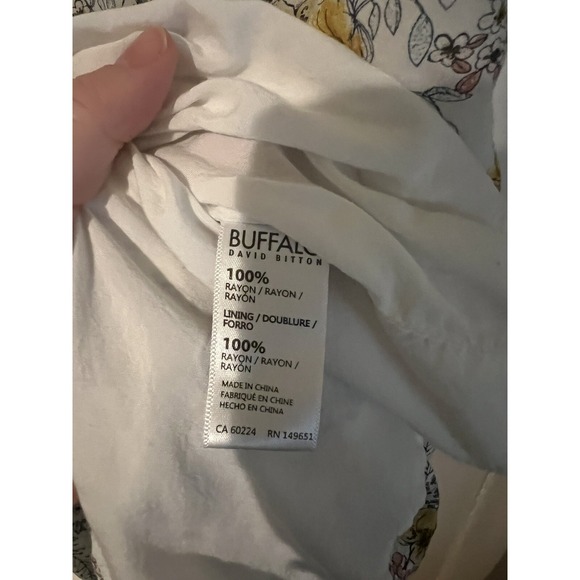 BUFFALO
DAVID BITTON
100%
RAYON / RAYON /
RAYÓN
LINING / DOUBLURE /
FORRO
100%
RAYON / RAYON /
RAYÓN
MADE IN CHINA
FABRIQUÉ EN CHINE
HECHO EN CHINA
CA 60224 RN 149651